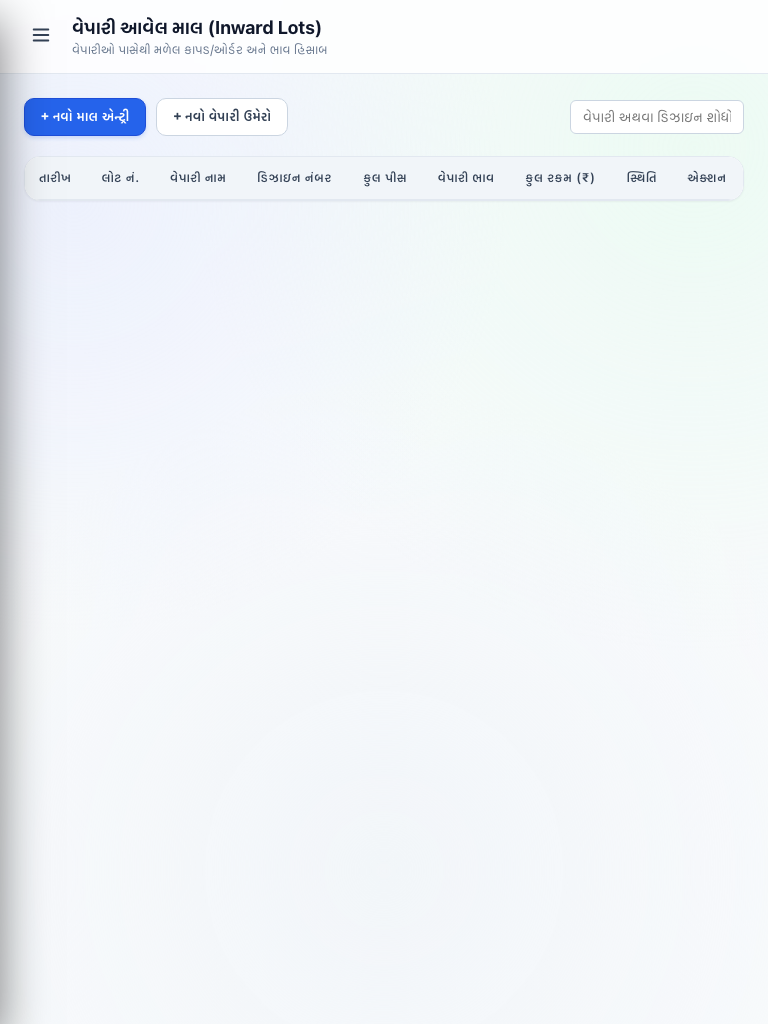 વેપારી આવેલ માલ (Inward Lots)
વેપારીઓ પાસેથી મળેલ કાપડ/ઓર્ડર અને ભાવ હિસાબ
+ નવો માલ એન્ટ્રી
+ નવો વેપારી ઉમેરો
વેપારી અથવા ડિઝાઇન શોધો
તારીખ લોટ નં. વેપારી નામ ડિઝાઇન નંબર કુલ પીસ વેપારી ભાવ કુલ રકમ (₹) સ્થિતિ એક્શન